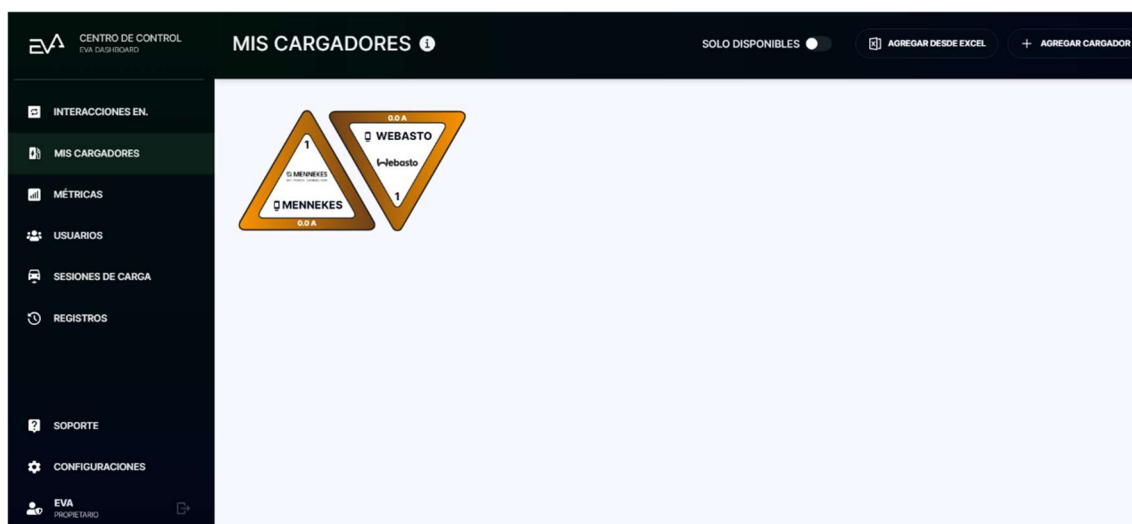 EVA
CENTRO DE CONTROL
EVA DASHBOARD
MIS CARGADORES
SOLO DISPONIBLES
AGREGAR DESDE EXCEL
+ AGREGAR CARGADOR
INTERACCIONES EN.
MIS CARGADORES
MÉTRICAS
USUARIOS
SESIONES DE CARGA
REGISTROS
SOPORTE
CONFIGURACIONES
EVA
PROPIETARIO
1
MENNEKES
MENNEKES
0.0 A
0.0 A
WEBASTO
Webasto
1